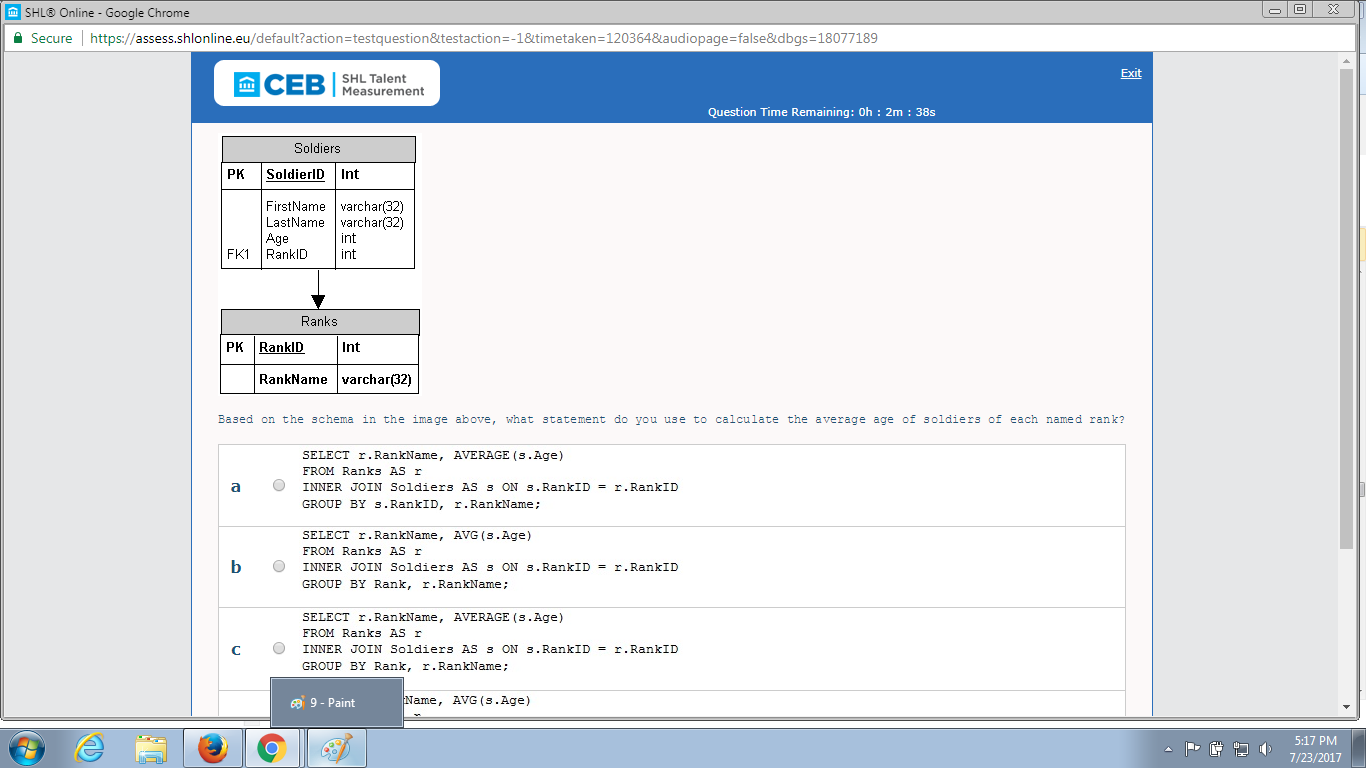 SHL® Online - Google Chrome
Secure https://assess.shlonline.eu/default?action=testquestion&testaction=-1&timetaken=120364&audiopage=false&dbgs=18077189
CEB SHL Talent
Measurement
Exit
Question Time Remaining: 0h : 2m : 38s
Soldiers
PK SoldierID Int
FirstName varchar(32)
LastName varchar(32)
Age int
FK1 RankID int
Ranks
PK RankID Int
RankName varchar(32)
Based on the schema in the image above, what statement do you use to calculate the average age of soldiers of each named rank?
a
SELECT r.RankName, AVERAGE(s.Age)
FROM Ranks AS r
INNER JOIN Soldiers AS s ON s.RankID = r.RankID
GROUP BY s.RankID, r.RankName;
b
SELECT r.RankName, AVG(s.Age)
FROM Ranks AS r
INNER JOIN Soldiers AS s ON s.RankID = r.RankID
GROUP BY Rank, r.RankName;
c
SELECT r.RankName, AVERAGE(s.Age)
FROM Ranks AS r
INNER JOIN Soldiers AS s ON s.RankID = r.RankID
GROUP BY Rank, r.RankName;
kName, AVG(s.Age)
9 - Paint
5:17 PM
7/23/2017